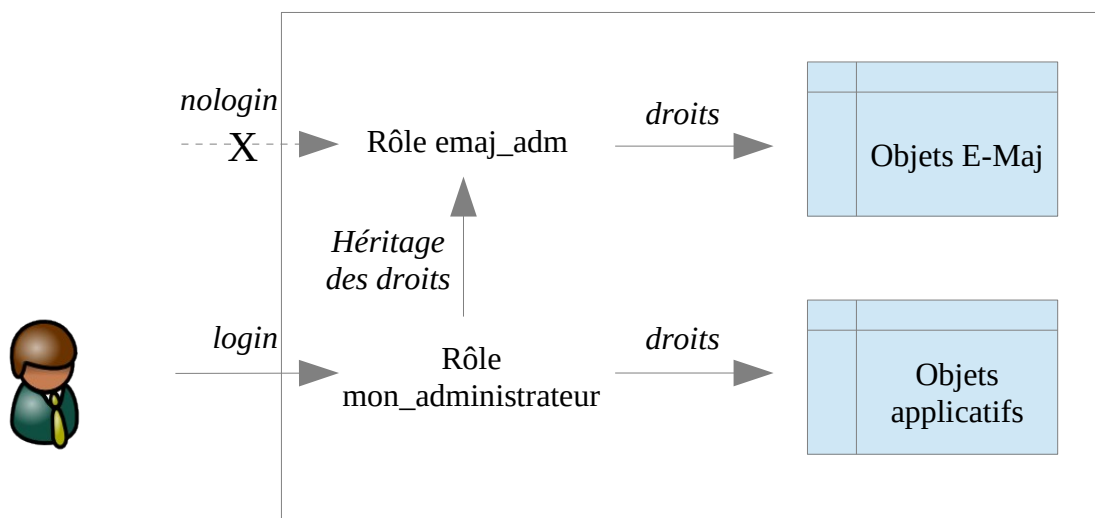 nologin
X
Rôle emaj_adm
droits
Objets E-Maj
Héritage
des droits
login
Rôle
mon_administrateur
droits
Objets
applicatifs